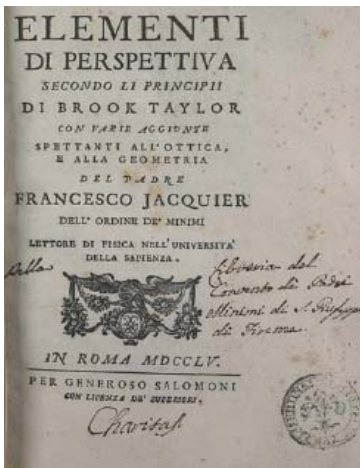 ELEMENTI
DI PERSPETTIVA
SECONDO LI PRINCIPII
DI BROOK TAYLOR
CON VARIE AGGIUNTE
SPETTANTI ALL'OTTICA,
E ALLA GEOMETRIA
DEL PADRE
FRANCESCO JACQUIER
DELL' ORDINE DE' MINIMI
LETTORE DI FISICA NELL'UNIVERSITA'
DELLA SAPIENZA.
Della libreria del
Convento di Padri
Minimi di S.
di Firenze.
IN ROMA MDCCLV.
PER GENEROSO SALOMONI
CON LICENZA DE' SUPERIORI.
Charitas